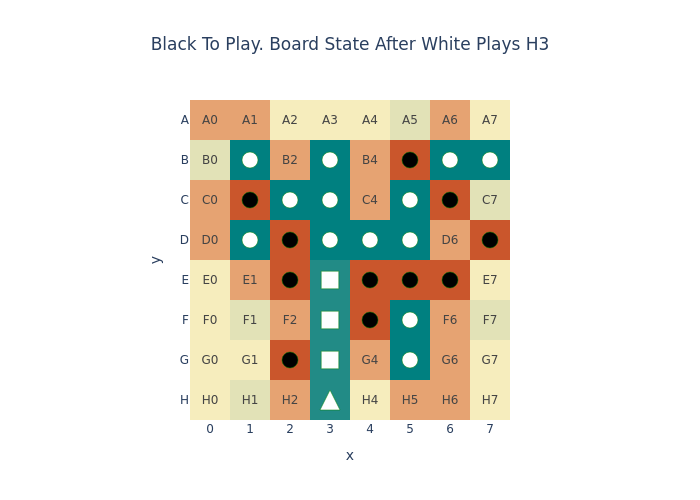 Black To Play. Board State After White Plays H3
A A0 A1 A2 A3 A4 A5 A6 A7
B B0 B2 B4
C C0 C4 C7
D D0 D6
E E0 E1 E7
F F0 F1 F2 F6 F7
G G0 G1 G4 G6 G7
H H0 H1 H2 H4 H5 H6 H7
0 1 2 3 4 5 6 7
x
y